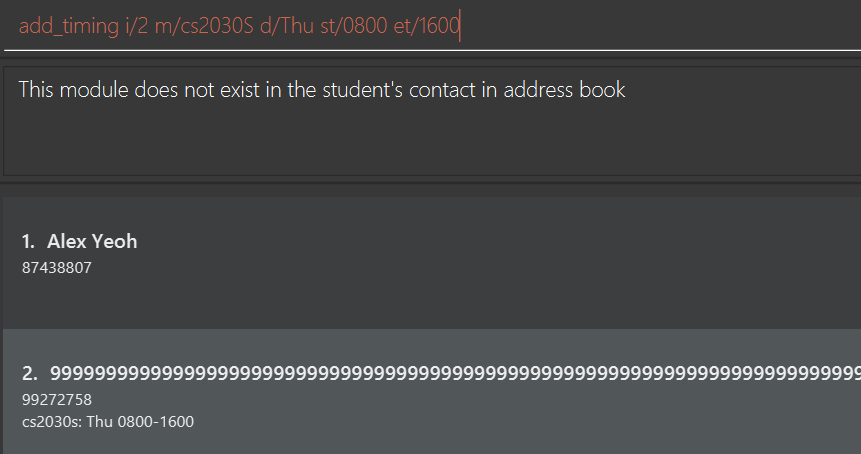 add_timing i/2 m/cs2030S d/Thu st/0800 et/1600
This module does not exist in the student's contact in address book
1. Alex Yeoh
87438807
2.
99272758
cs2030s: Thu 0800-1600